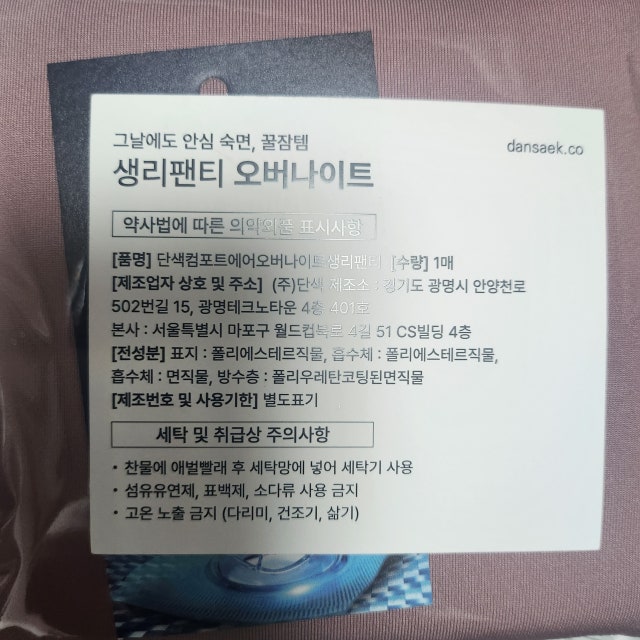 그날에도 안심 숙면, 꿀잠템
dansaek.co
생리팬티 오버나이트
약사법에 따른 의약외품 표시사항
[품명] 단색컴포트에어오버나이트생리팬티 [수량] 1매
[제조업자 상호 및 주소] (주)단색 제조소 : 경기도 광명시 안양천로
502번길 15, 광명테크노타운 4층 401호
본사 : 서울특별시 마포구 월드컵북로 4길 51 CS빌딩 4층
[전성분] 표지 : 폴리에스테르직물, 흡수체 : 폴리에스테르직물,
흡수체 : 면직물, 방수층 : 폴리우레탄코팅된면직물
[제조번호 및 사용기한] 별도표기
세탁 및 취급상 주의사항
· 찬물에 애벌빨래 후 세탁망에 넣어 세탁기 사용
· 섬유유연제, 표백제, 소다류 사용 금지
· 고온 노출 금지 (다리미, 건조기, 삶기)